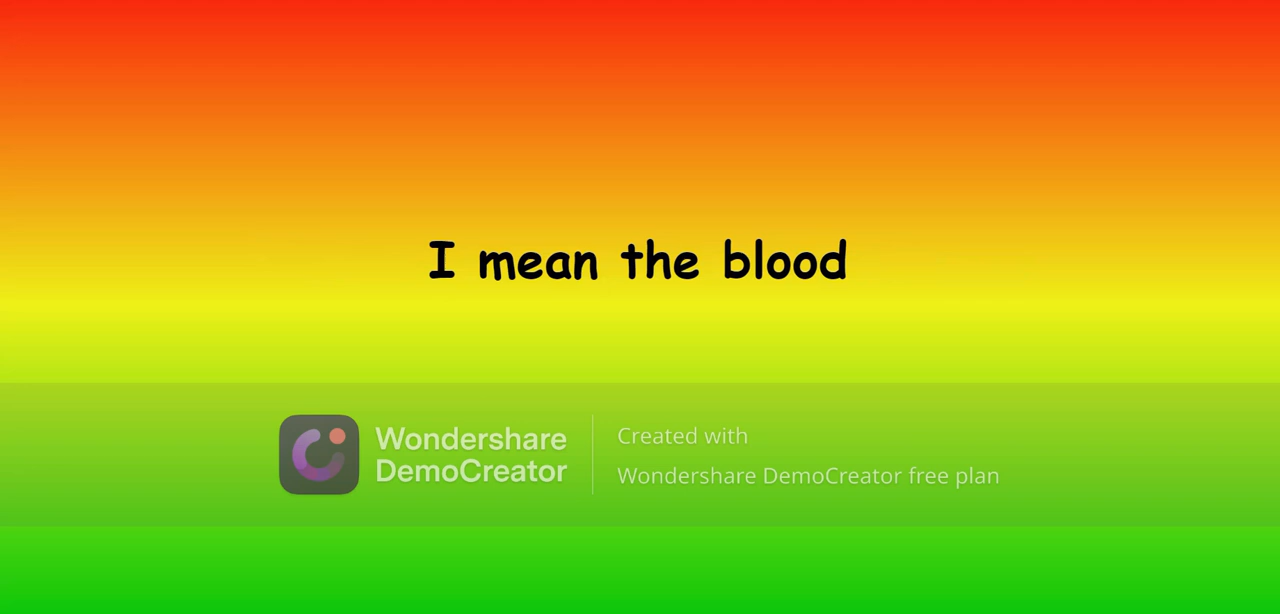 I mean the blood
Wondershare
DemoCreator
Created with
Wondershare DemoCreator free plan